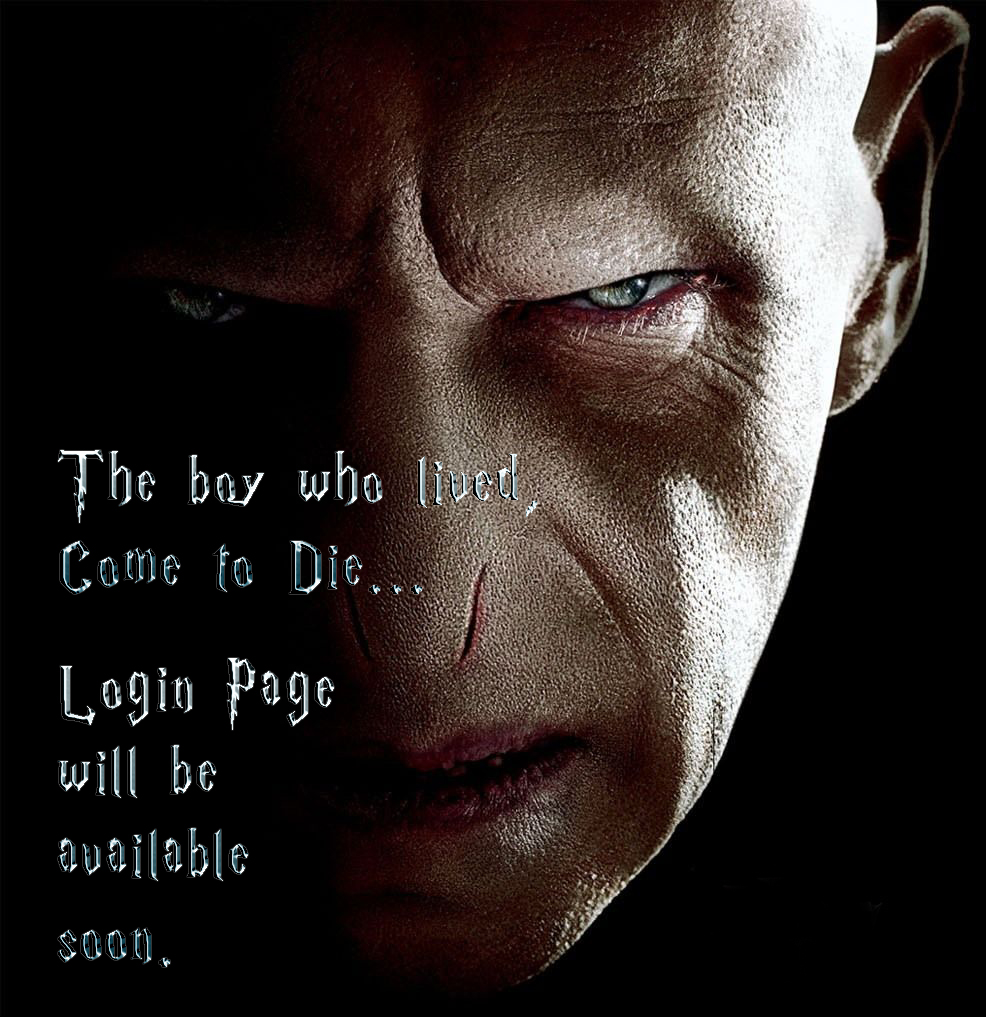 The boy who lived,
Come to Die...
Login Page
will be
available
soon.